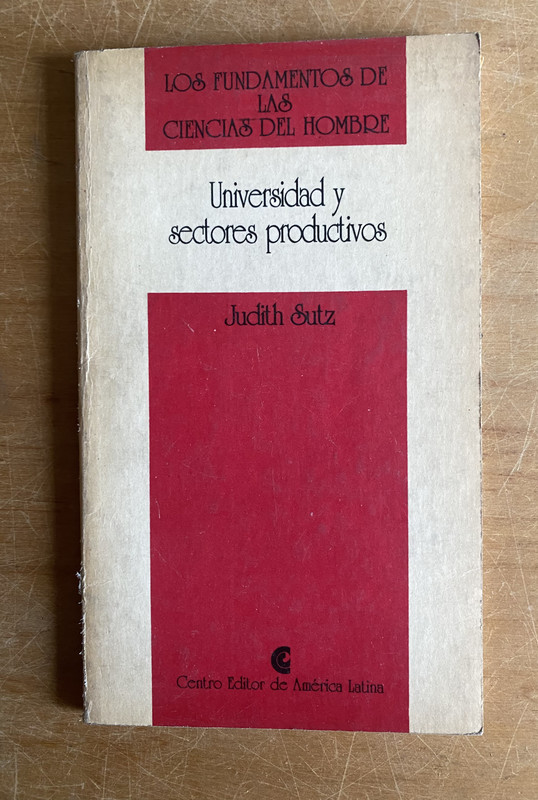 LOS FUNDAMENTOS DE
LAS
CIENCIAS DEL HOMBRE
Universidad y
sectores productivos
Judith Sutz
Centro Editor de América Latina